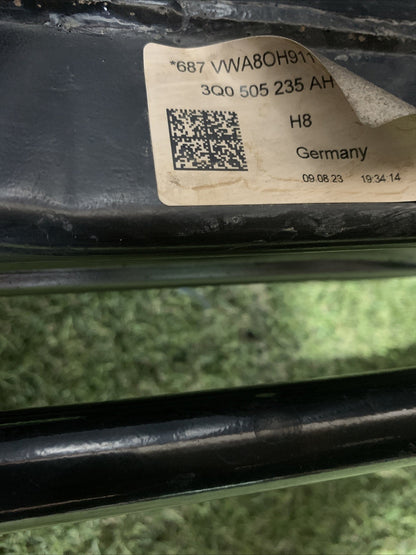 *687 VWA8OH911
3Q0 505 235 AH
H8
Germany
09.08.23 19:34:14